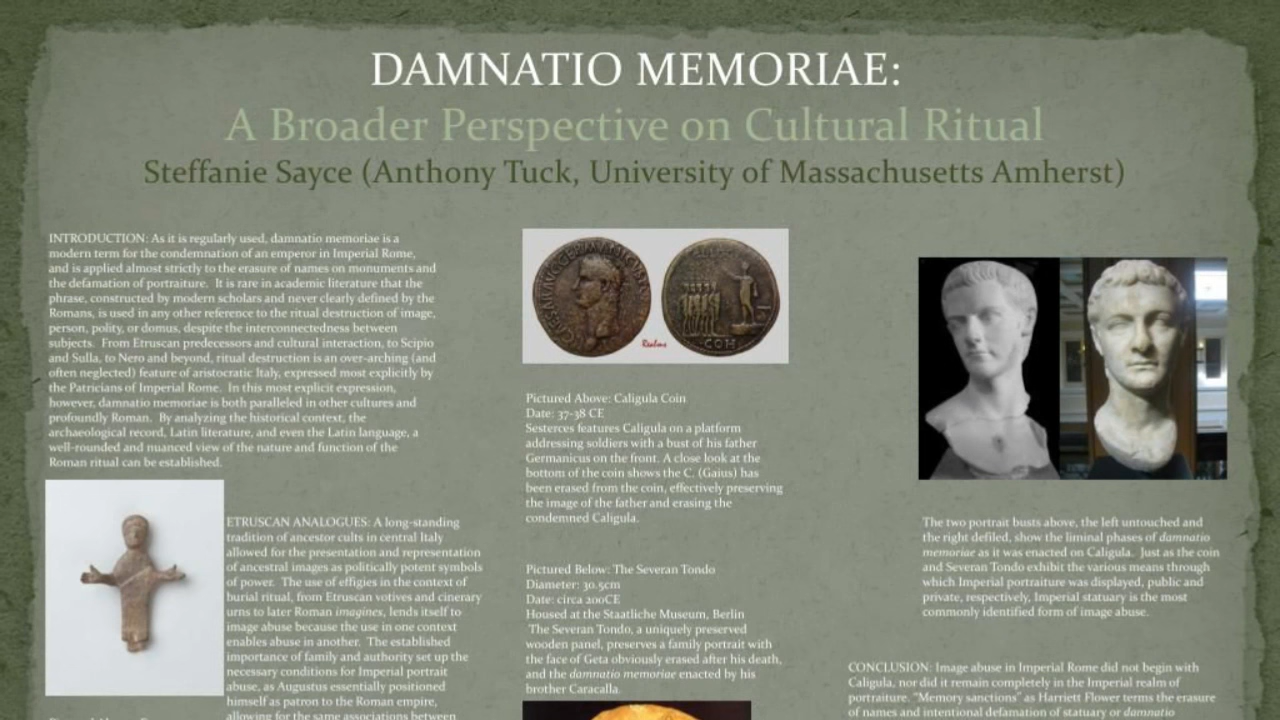 DAMNATIO MEMORIAE:
A Broader Perspective on Cultural Ritual
Steffanie Sayce (Anthony Tuck, University of Massachusetts Amherst)
INTRODUCTION: As it is regularly used, damnatio memoriae is a
modern term for the condemnation of an emperor in Imperial Rome,
and is applied almost strictly to the erasure of names on monuments and
the defamation of portraiture. It is rare in academic literature that the
phrase, constructed by modern scholars and never clearly defined by the
Romans, is used in any other reference to the ritual destruction of image,
person, polity, or domus, despite the interconnectedness between
subjects. From Etruscan predecessors and cultural interaction, to Scipio
and Sulla, to Nero and beyond, ritual destruction is an over-arching (and
often neglected) feature of aristocratic Italy, expressed most explicitly by
the Patricians of Imperial Rome. In this most explicit expression,
however, damnatio memoriae is both paralleled in other cultures and
profoundly Roman. By analyzing the historical context, the
archaeological record, Latin literature, and even the Latin language, a
well-rounded and nuanced view of the nature and function of the
Roman ritual can be established.
ETRUSCAN ANALOGUES: A long-standing
tradition of ancestor cults in central Italy
allowed for the presentation and representation
of ancestral images as politically potent symbols
of power. The use of effigies in the context of
burial ritual, from Etruscan votives and cinerary
urns to later Roman imagines, lends itself to
image abuse because the use in one context
enables abuse in another. The established
importance of family and authority set up the
necessary conditions for Imperial portrait
abuse, as Augustus essentially positioned
himself as patron to the Roman empire,
allowing for the same associations between
COH
Realms
Pictured Above: Caligula Coin
Date: 37-38 CE
Sesterces features Caligula on a platform
addressing soldiers with a bust of his father
Germanicus on the front. A close look at the
bottom of the coin shows the C. (Gaius) has
been erased from the coin, effectively preserving
the image of the father and erasing the
condemned Caligula.
Pictured Below: The Severan Tondo
Diameter: 30.5cm
Date: circa 200CE
Housed at the Staatliche Museum, Berlin
The Severan Tondo, a uniquely preserved
wooden panel, preserves a family portrait with
the face of Geta obviously erased after his death,
and the damnatio memoriae enacted by his
brother Caracalla.
The two portrait busts above, the left untouched and
the right defiled, show the liminal phases of damnatio
memoriae as it was enacted on Caligula. Just as the coin
and Severan Tondo exhibit the various means through
which Imperial portraiture was displayed, public and
private, respectively, Imperial statuary is the most
commonly identified form of image abuse.
CONCLUSION: Image abuse in Imperial Rome did not begin with
Caligula, nor did it remain completely in the Imperial realm of
portraiture. "Memory sanctions" as Harriett Flower terms the erasure
of names and intentional defamation of statuary or damnatio